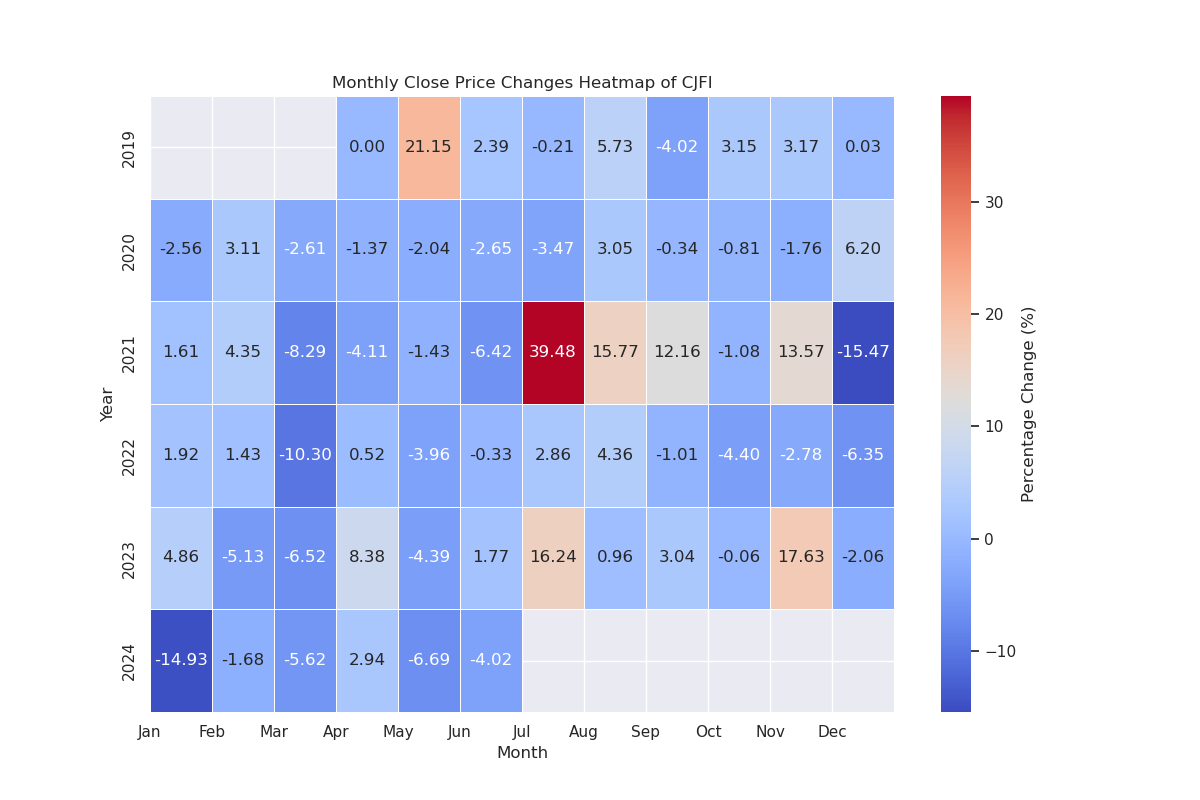 Monthly Close Price Changes Heatmap of CJFI
2019 0.00 21.15 2.39 -0.21 5.73 -4.02 3.15 3.17 0.03
2020 -2.56 3.11 -2.61 -1.37 -2.04 -2.65 -3.47 3.05 -0.34 -0.81 -1.76 6.20
2021 1.61 4.35 -8.29 -4.11 -1.43 -6.42 39.48 15.77 12.16 -1.08 13.57 -15.47
2022 1.92 1.43 -10.30 0.52 -3.96 -0.33 2.86 4.36 -1.01 -4.40 -2.78 -6.35
2023 4.86 -5.13 -6.52 8.38 -4.39 1.77 16.24 0.96 3.04 -0.06 17.63 -2.06
2024 -14.93 -1.68 -5.62 2.94 -6.69 -4.02
Year
Jan Feb Mar Apr May Jun Jul Aug Sep Oct Nov Dec
Month
30
20
10
0
−10
Percentage Change (%)